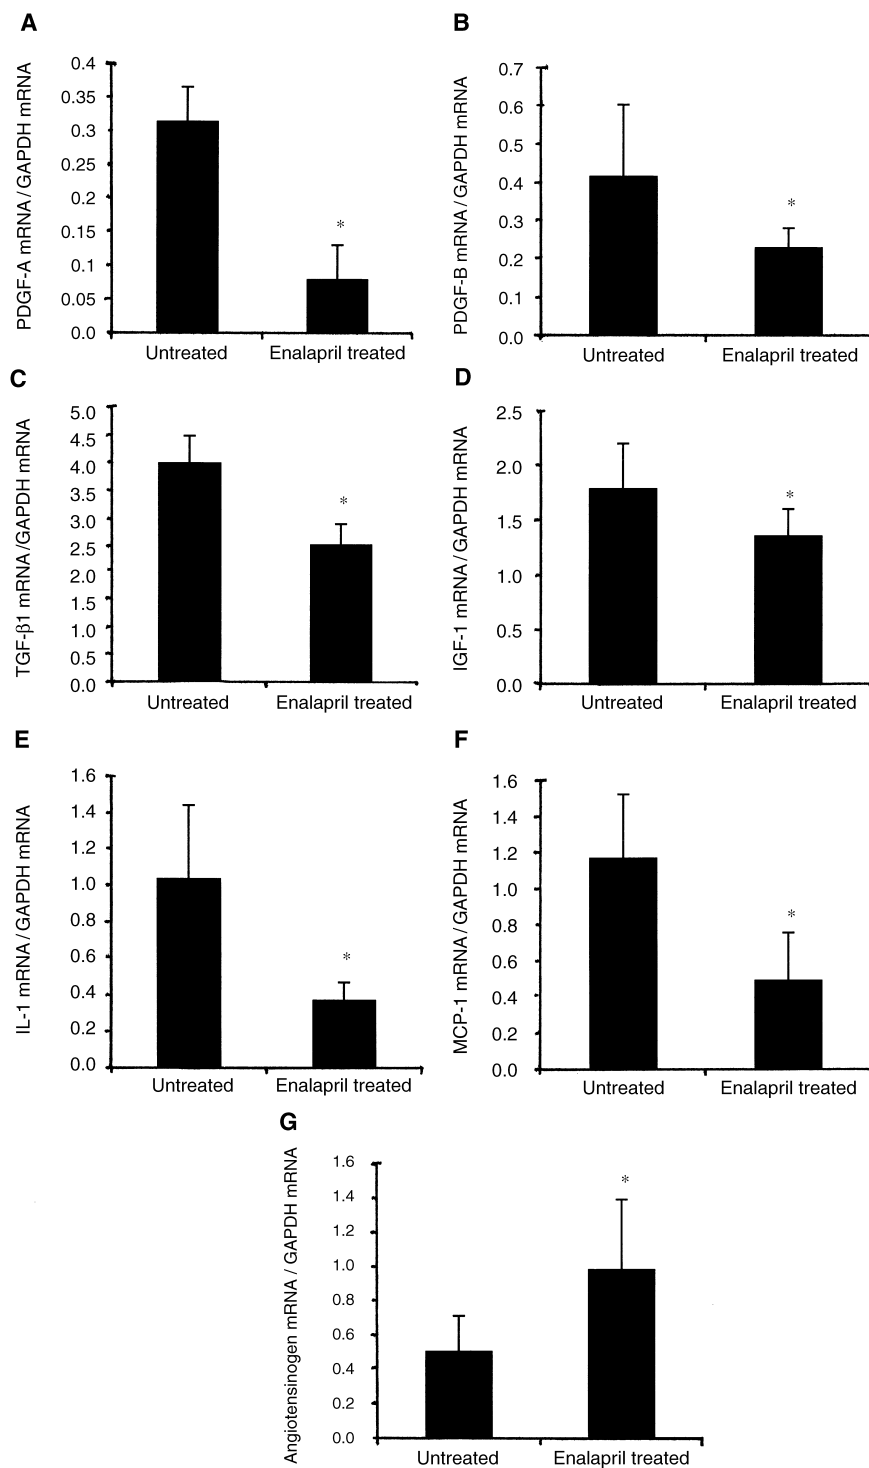 A
PDGF-A mRNA/GAPDH mRNA
0.4
0.35
0.3
0.25
0.2
0.15
0.1
0.05
0.0
*
Untreated
Enalapril treated
B
PDGF-B mRNA/GAPDH mRNA
0.7
0.6
0.5
0.4
0.3
0.2
0.1
0.0
*
Untreated
Enalapril treated
C
TGF-β1 mRNA/GAPDH mRNA
5.0
4.5
4.0
3.5
3.0
2.5
2.0
1.5
1.0
0.5
0.0
*
Untreated
Enalapril treated
D
IGF-1 mRNA/GAPDH mRNA
2.5
2.0
1.5
1.0
0.5
0.0
*
Untreated
Enalapril treated
E
IL-1 mRNA/GAPDH mRNA
1.6
1.4
1.2
1.0
0.8
0.6
0.4
0.2
0.0
*
Untreated
Enalapril treated
F
MCP-1 mRNA/GAPDH mRNA
1.6
1.4
1.2
1.0
0.8
0.6
0.4
0.2
0.0
*
Untreated
Enalapril treated
G
Angiotensinogen mRNA / GAPDH mRNA
1.6
1.4
1.2
1.0
0.8
0.6
0.4
0.2
0.0
*
Untreated
Enalapril treated